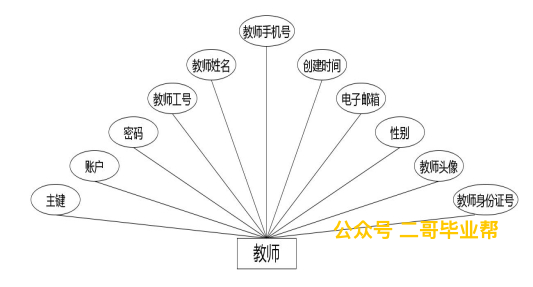 教师手机号
教师姓名
创建时间
教师工号
电子邮箱
密码
性别
账户
教师头像
主键
教师身份证号
公众号 二哥毕业帮
教师